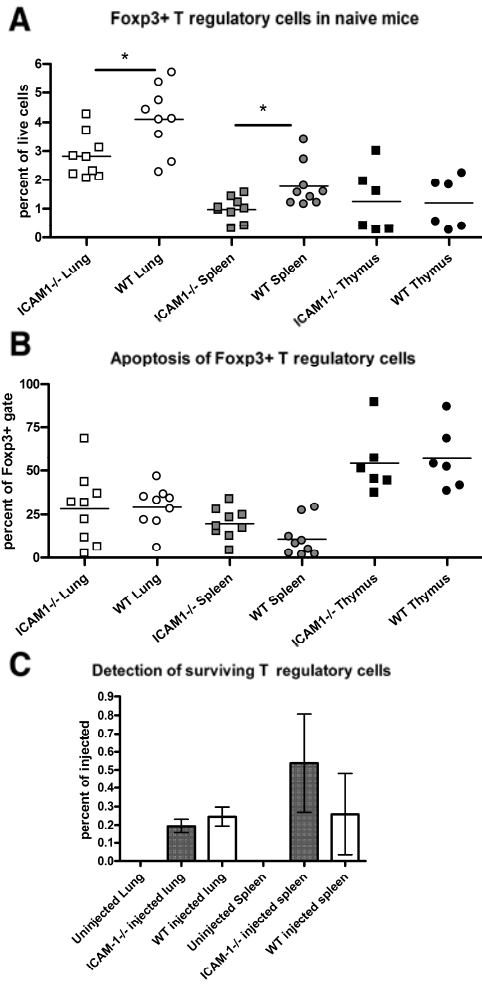 A
Foxp3+ T regulatory cells in naive mice
percent of live cells
6
5
4
3
2
1
0
*
*
ICAM1-/- Lung
WT Lung
ICAM1-/- Spleen
WT Spleen
ICAM1-/- Thymus
WT Thymus
B
Apoptosis of Foxp3+ T regulatory cells
percent of Foxp3+ gate
100
75
50
25
0
ICAM1-/- Lung
WT Lung
ICAM1-/- Spleen
WT Spleen
ICAM1-/- Thymus
WT Thymus
C
Detection of surviving T regulatory cells
percent of injected
0.9
0.8
0.7
0.6
0.5
0.4
0.3
0.2
0.1
0.0
Uninjected Lung
ICAM-1-/- injected lung
WT injected lung
Uninjected Spleen
ICAM-1-/- injected spleen
WT injected spleen